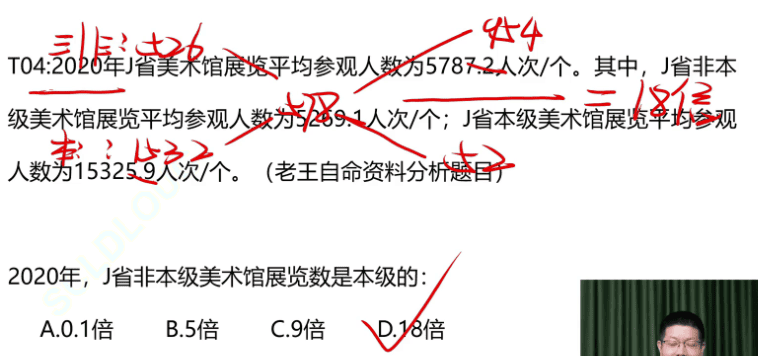 非:526
454
T04:2020年J省美术馆展览平均参观人数为5787.2人次/个。其中，J省非本
578
=18倍
级美术馆展览平均参观人数为5269.1人次/个；J省本级美术馆展览平均参观
本:1532
52
人数为15325.9人次/个。（老王自命资料分析题目）
2020年，J省非本级美术馆展览数是本级的：
A.0.1倍 B.5倍 C.9倍 D.18倍